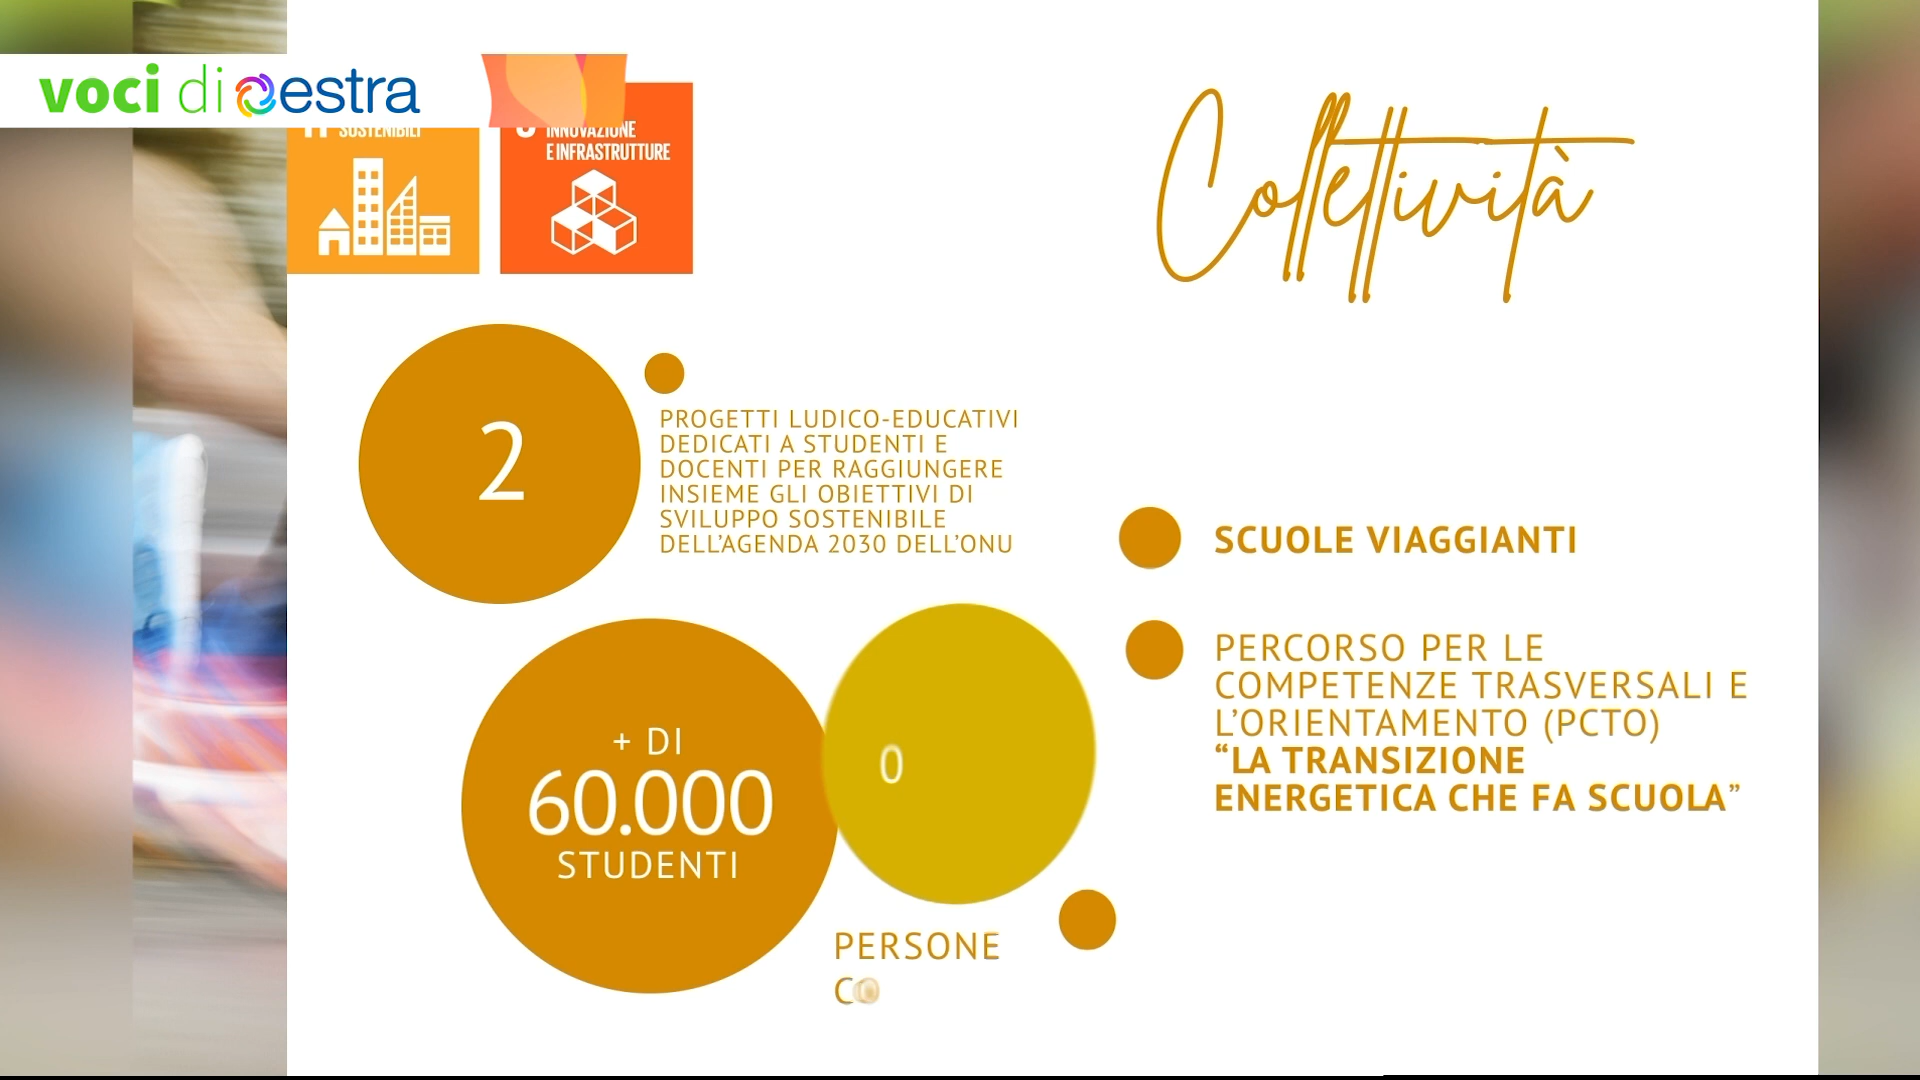 voci di estra
SOSTENIBILI
INNOVAZIONE
E INFRASTRUTTURE
Collettività
2
PROGETTI LUDICO-EDUCATIVI
DEDICATI A STUDENTI E
DOCENTI PER RAGGIUNGERE
INSIEME GLI OBIETTIVI DI
SVILUPPO SOSTENIBILE
DELL'AGENDA 2030 DELL'ONU
+ DI
60.000
STUDENTI
0
PERSONE
SCUOLE VIAGGIANTI
PERCORSO PER LE
COMPETENZE TRASVERSALI E
L'ORIENTAMENTO (PCTO)
“LA TRANSIZIONE
ENERGETICA CHE FA SCUOLA”